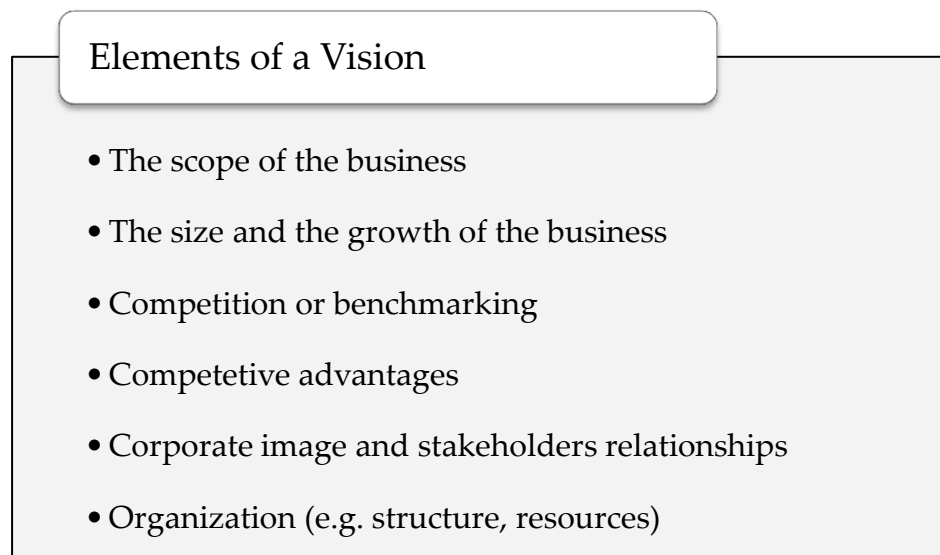 Elements of a Vision
• The scope of the business
• The size and the growth of the business
• Competition or benchmarking
• Competetive advantages
• Corporate image and stakeholders relationships
• Organization (e.g. structure, resources)